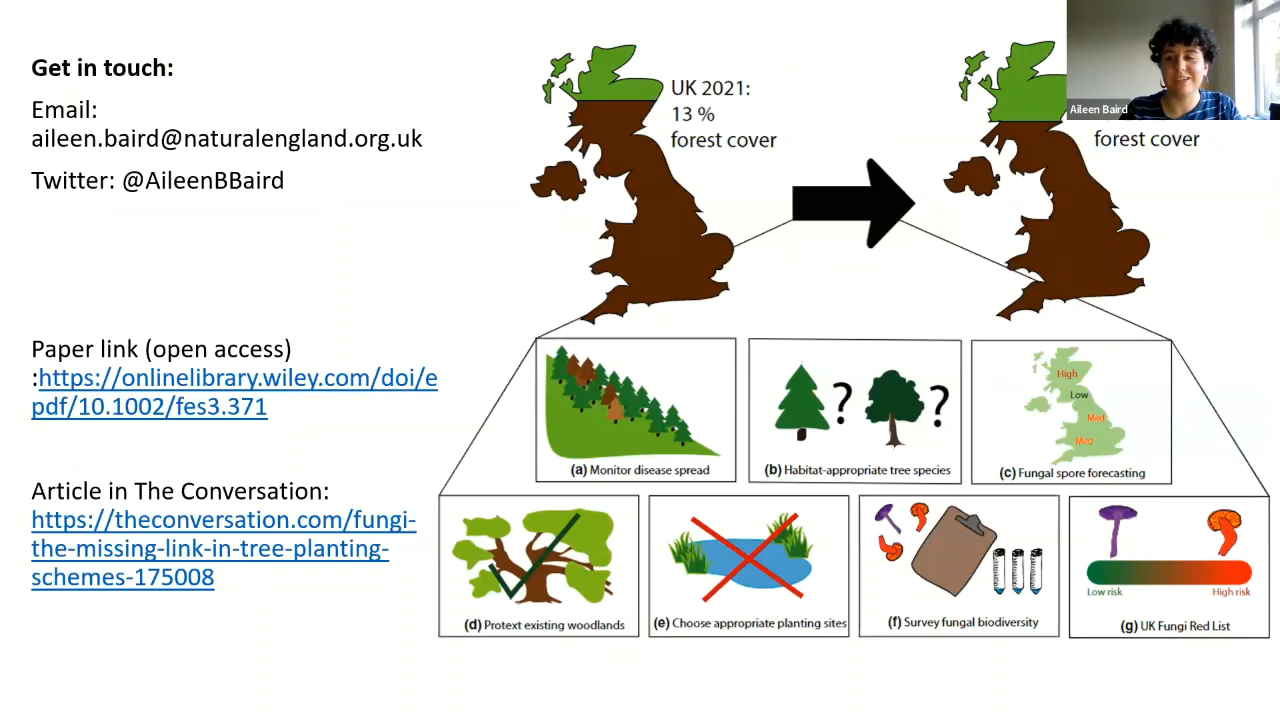 Get in touch:
Email:
aileen.baird@naturalengland.org.uk
Twitter: @AileenBBaird
Paper link (open access)
:https://onlinelibrary.wiley.com/doi/e
pdf/10.1002/fes3.371
Article in The Conversation:
https://theconversation.com/fungi-
the-missing-link-in-tree-planting-
schemes-175008
UK 2021:
13 %
forest cover
Aileen Baird
forest cover
High
Low
Med
Med
(a) Monitor disease spread
(b) Habitat-appropriate tree species
(c) Fungal spore forecasting
? ?
(d) Protext existing woodlands
(e) Choose appropriate planting sites
(f) Survey fungal biodiversity
Low risk
High risk
(g) UK Fungi Red List